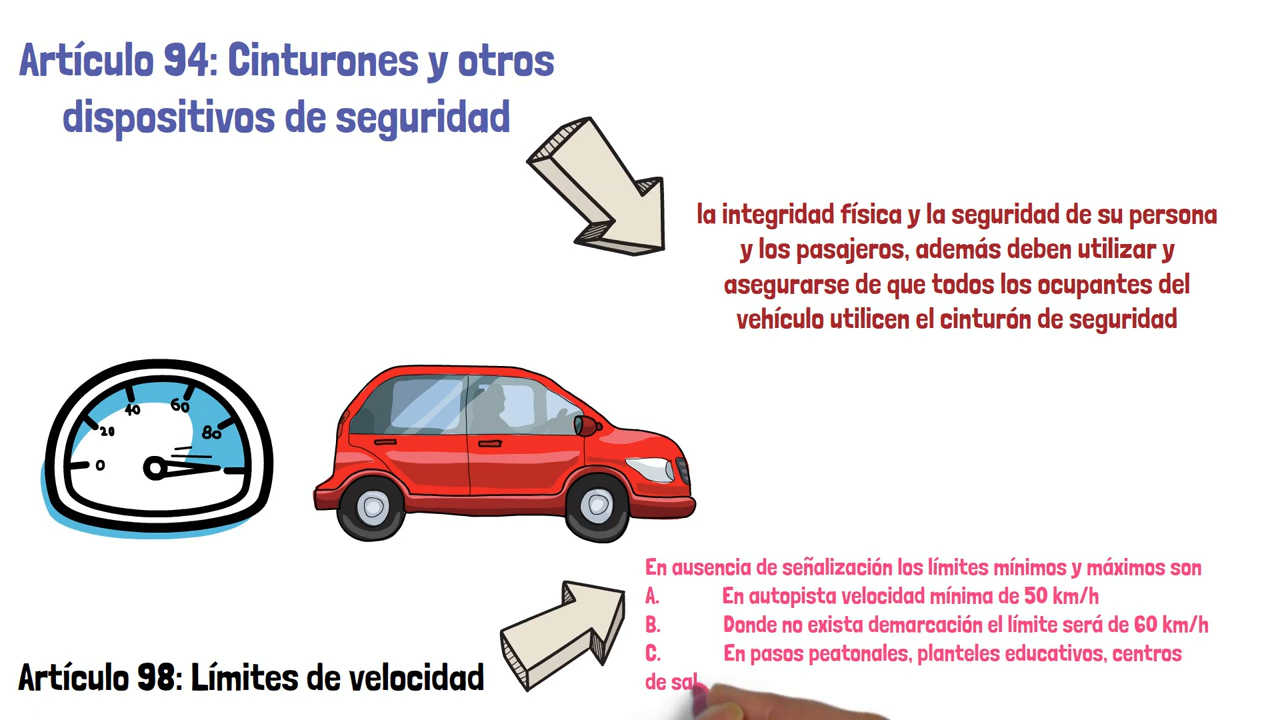 Artículo 94: Cinturones y otros
dispositivos de seguridad
la integridad física y la seguridad de su persona
y los pasajeros, además deben utilizar y
asegurarse de que todos los ocupantes del
vehículo utilicen el cinturón de seguridad
0
20
40
60
80
En ausencia de señalización los límites mínimos y máximos son
A. En autopista velocidad mínima de 50 km/h
B. Donde no exista demarcación el límite será de 60 km/h
C. En pasos peatonales, planteles educativos, centros
de sal
Artículo 98: Límites de velocidad